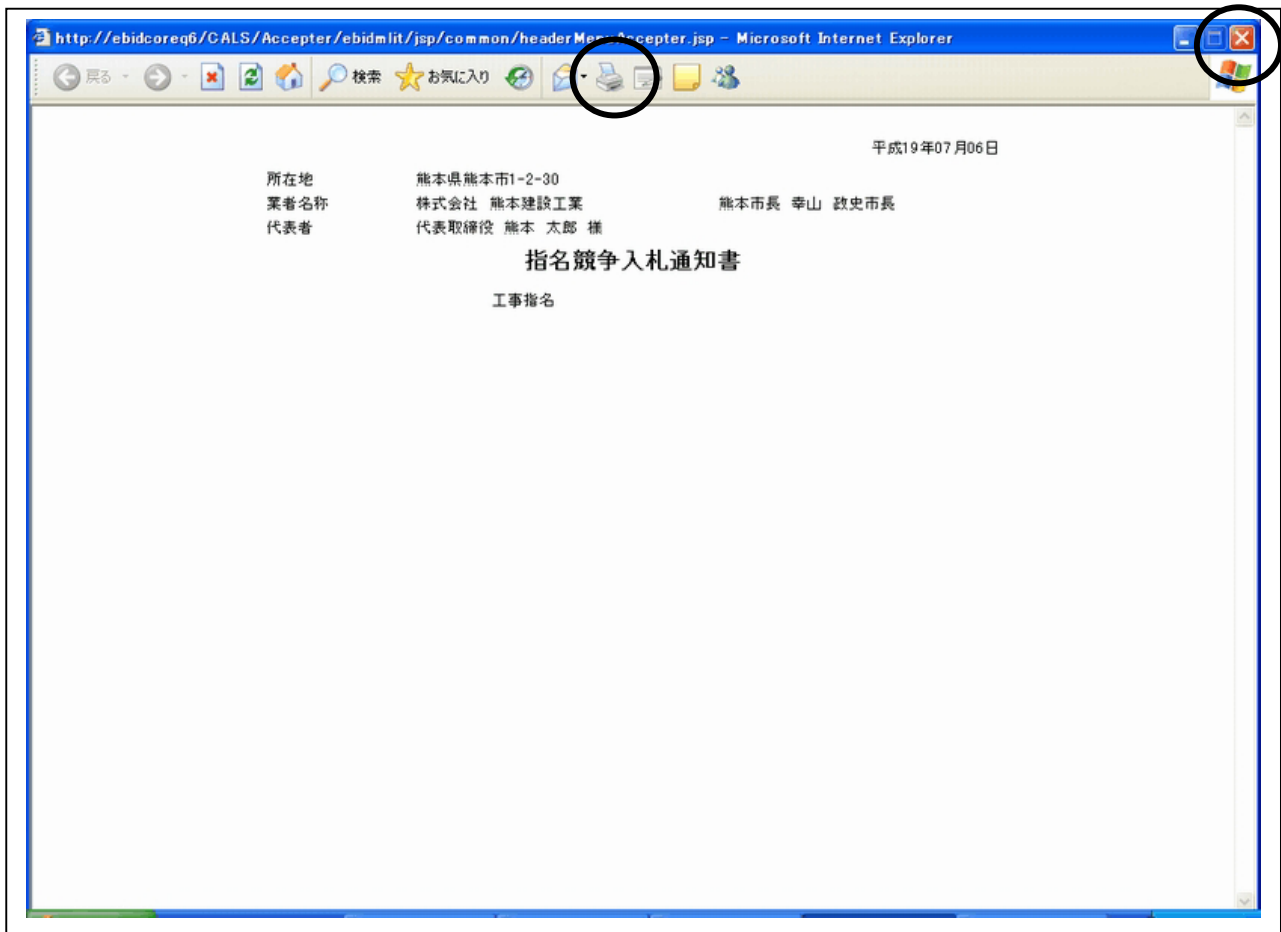 http://ebidcoreq6/CALS/Accepter/ebidmlit/jsp/common/headerMenuAccepter.jsp - Microsoft Internet Explorer
戻る 検索 お気に入り
平成19年07月06日
所在地 熊本県熊本市1-2-30
業者名称 株式会社 熊本建設工業 熊本市長 幸山 政史市長
代表者 代表取締役 熊本 太郎 様
指名競争入札通知書
工事指名